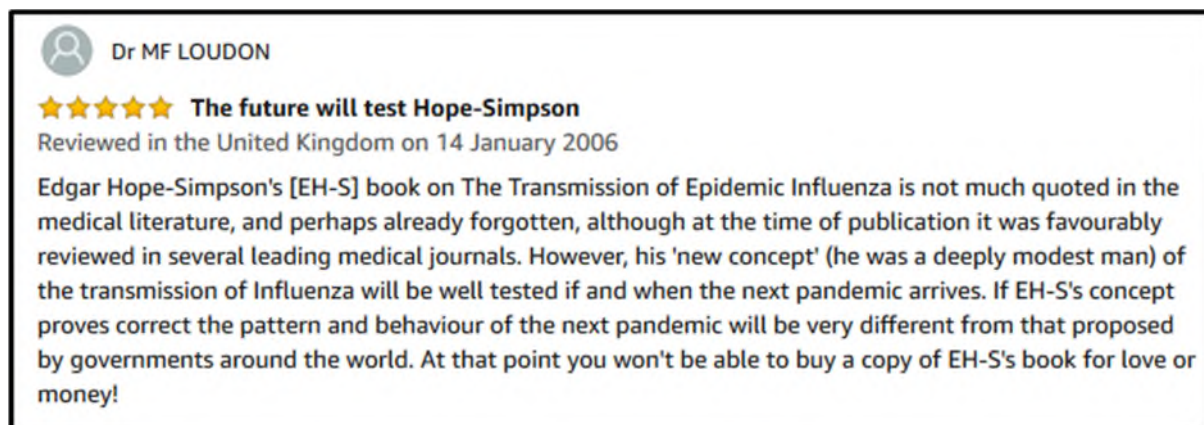 Dr MF LOUDON
The future will test Hope-Simpson
Reviewed in the United Kingdom on 14 January 2006
Edgar Hope-Simpson's [EH-S] book on The Transmission of Epidemic Influenza is not much quoted in the
medical literature, and perhaps already forgotten, although at the time of publication it was favourably
reviewed in several leading medical journals. However, his 'new concept' (he was a deeply modest man) of
the transmission of Influenza will be well tested if and when the next pandemic arrives. If EH-S's concept
proves correct the pattern and behaviour of the next pandemic will be very different from that proposed
by governments around the world. At that point you won't be able to buy a copy of EH-S's book for love or
money!